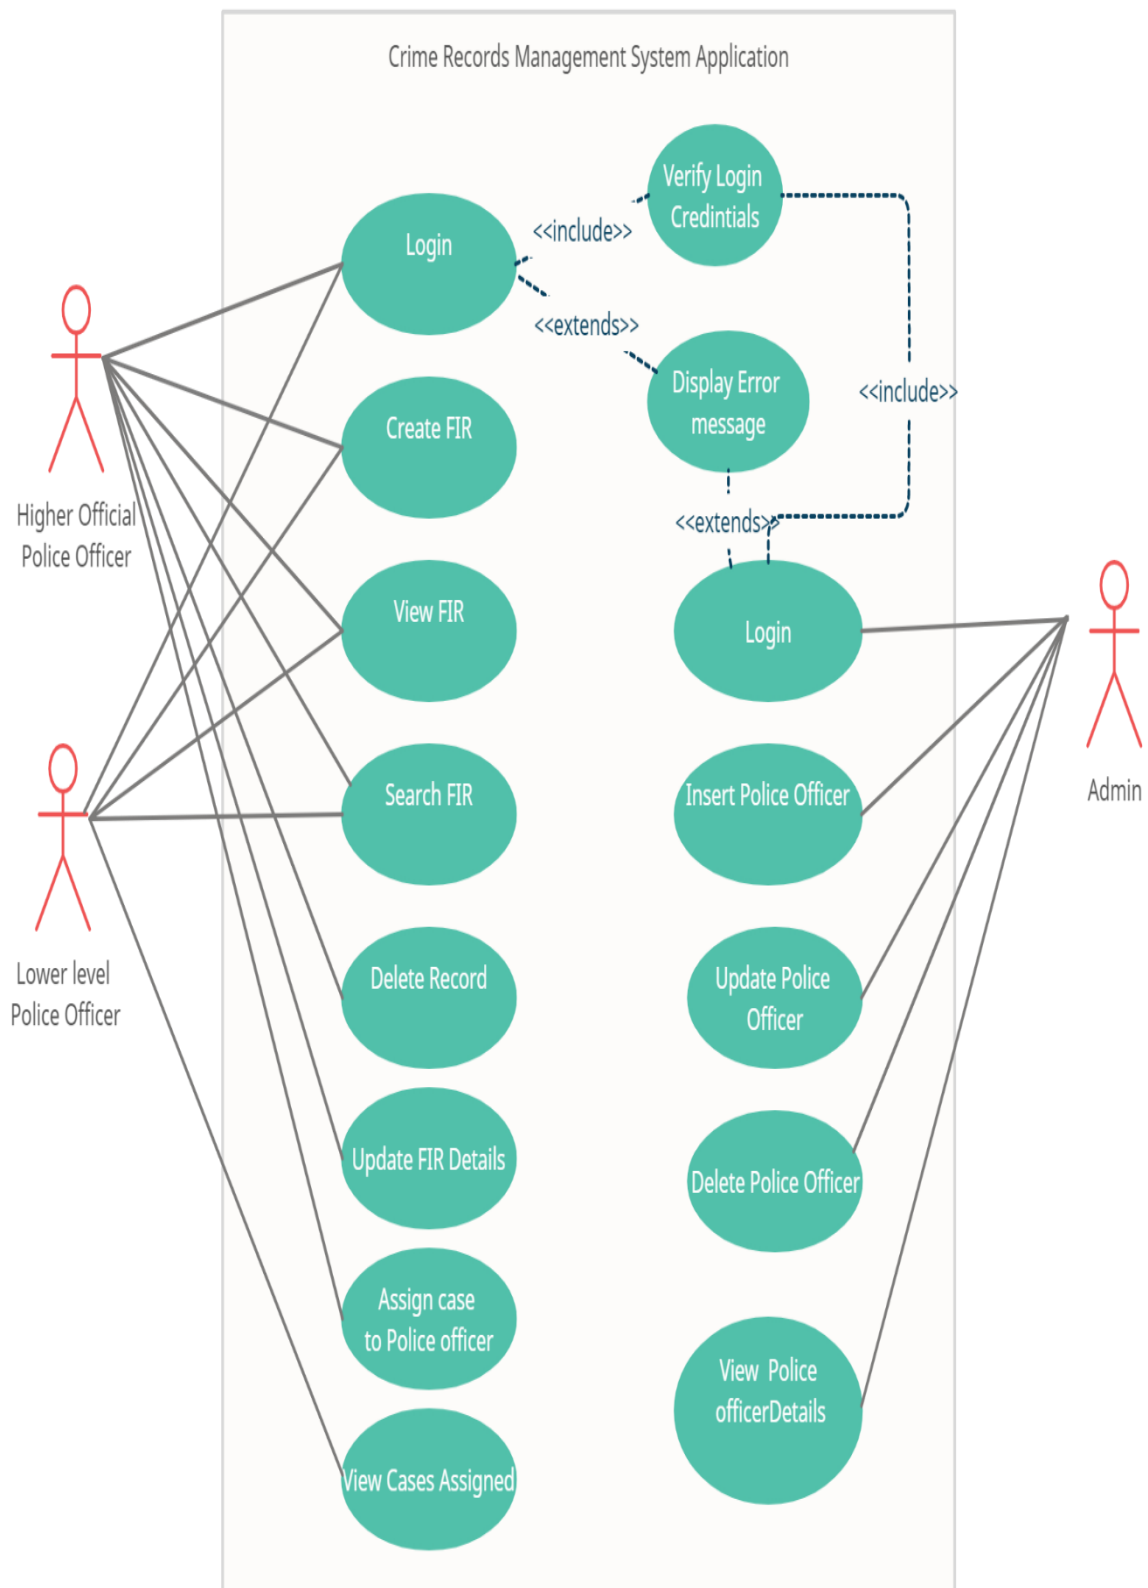 Crime Records Management System Application
Verify Login
Credintials
Login
<<include>>
<<extends>>
Display Error
message
<<include>>
Create FIR
Higher Official
Police Officer
<<extends>>
View FIR
Login
Search FIR
Insert Police Officer
Admin
Lower level
Police Officer
Delete Record
Update Police
Officer
Update FIR Details
Delete Police Officer
Assign case
to Police officer
View  Police
officerDetails
View Cases Assigned